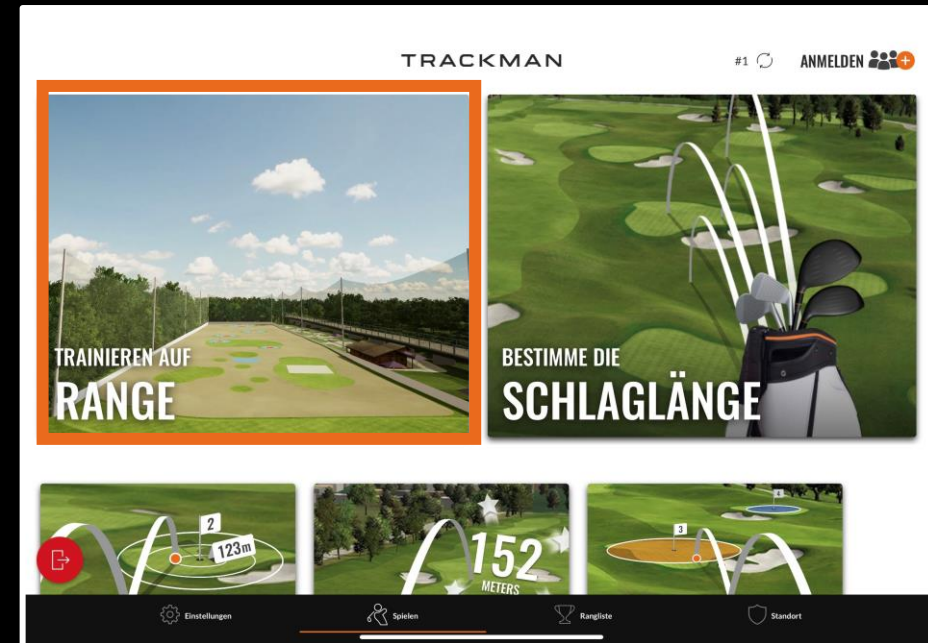 TRACKMAN
#1
ANMELDEN
TRAINIEREN AUF
RANGE
BESTIMME DIE
SCHLAGLÄNGE
2
123m
152
METERS
3
4
Einstellungen
Spielen
Rangliste
Standort